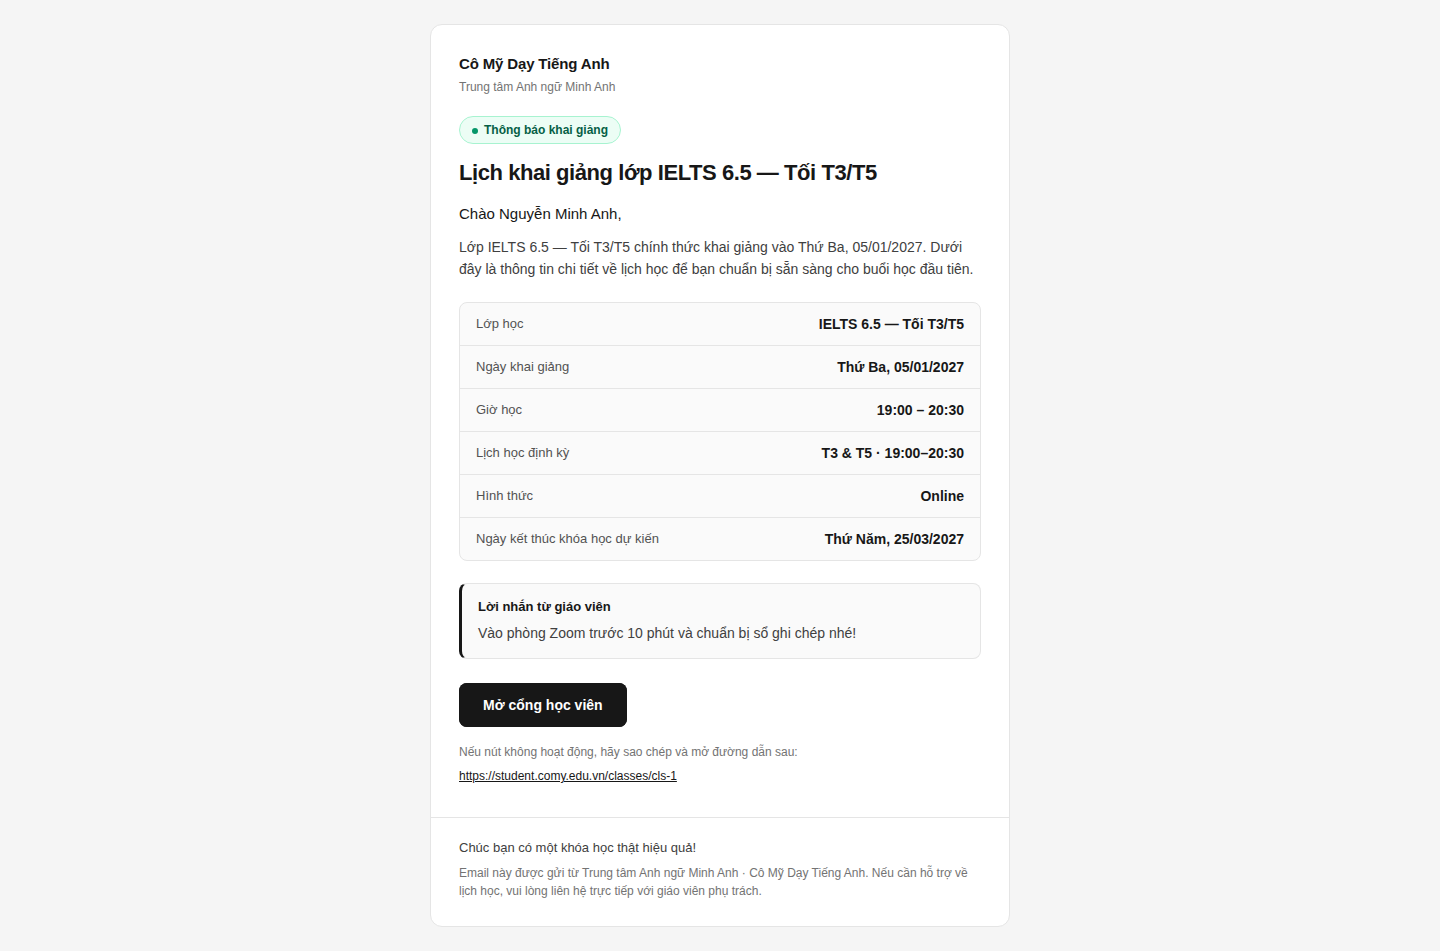 Cô Mỹ Dạy Tiếng Anh
Trung tâm Anh ngữ Minh Anh
Thông báo khai giảng
Lịch khai giảng lớp IELTS 6.5 — Tối T3/T5
Chào Nguyễn Minh Anh,
Lớp IELTS 6.5 — Tối T3/T5 chính thức khai giảng vào Thứ Ba, 05/01/2027. Dưới
đây là thông tin chi tiết về lịch học để bạn chuẩn bị sẵn sàng cho buổi học đầu tiên.
Lớp học IELTS 6.5 — Tối T3/T5
Ngày khai giảng Thứ Ba, 05/01/2027
Giờ học 19:00 – 20:30
Lịch học định kỳ T3 & T5 · 19:00–20:30
Hình thức Online
Ngày kết thúc khóa học dự kiến Thứ Năm, 25/03/2027
Lời nhắn từ giáo viên
Vào phòng Zoom trước 10 phút và chuẩn bị sổ ghi chép nhé!
Mở cổng học viên
Nếu nút không hoạt động, hãy sao chép và mở đường dẫn sau:
https://student.comy.edu.vn/classes/cls-1
Chúc bạn có một khóa học thật hiệu quả!
Email này được gửi từ Trung tâm Anh ngữ Minh Anh · Cô Mỹ Dạy Tiếng Anh. Nếu cần hỗ trợ về
lịch học, vui lòng liên hệ trực tiếp với giáo viên phụ trách.